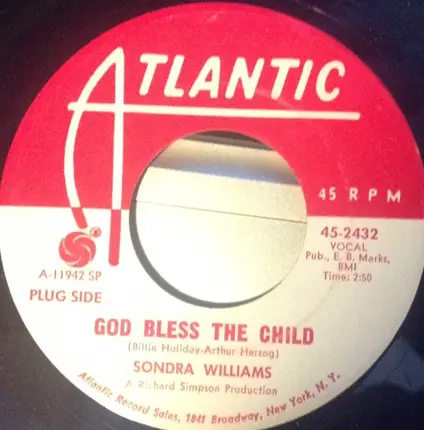 ATLANTIC
45 RPM
45-2432
VOCAL
Pub., E. B. Marks,
BMI
Time: 2:50
A-11942 SP
PLUG SIDE
GOD BLESS THE CHILD
(Billie Holiday-Arthur Herzog)
SONDRA WILLIAMS
A Richard Simpson Production
Atlantic Record Sales, 1841 Broadway, New York, N. Y.